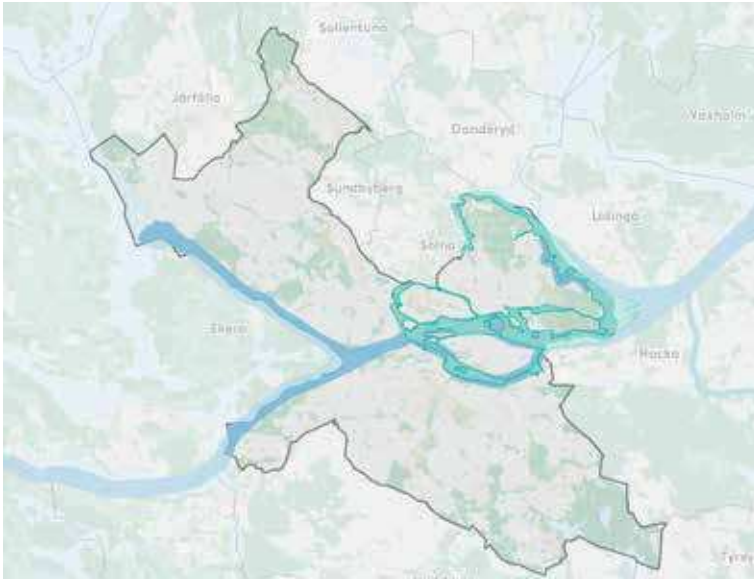 Sollentuna
Järfälla
Vaxholm
Danderyd
Sundbyberg
Lidingö
Solna
Ekerö
Nacka